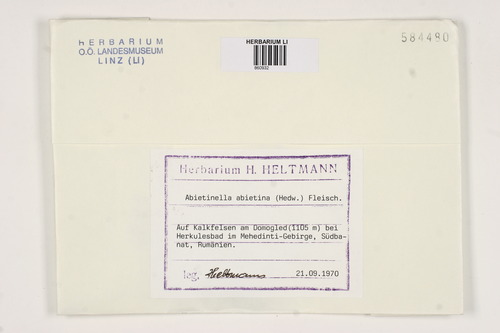 HERBARIUM
O.Ö. LANDESMUSEUM
LINZ (LI)
HERBARIUM LI
960932
584480
Herbarium H. HELTMANN
Abietinella abietina (Hedw.) Fleisch.
Auf Kalkfelsen am Domogled(1105 m) bei
Herkulesbad im Mehedinti-Gebirge, Südba-
nat, Rumänien.
leg. Heltmann
21.09.1970